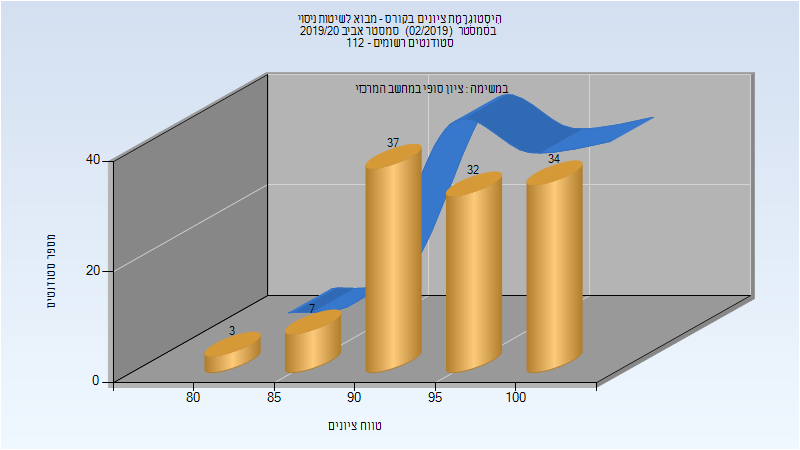 היסטוגרמת ציונים בקורס - מבוא לשיטות ניסוי
בסמסטר (02/2019) סמסטר אביב 2019/20
סטודנטים רשומים - 112
במשימה : ציון סופי במחשב המרכזי
מספר סטודנטים
40
20
0
3
7
37
32
34
80
85
90
95
100
טווח ציונים